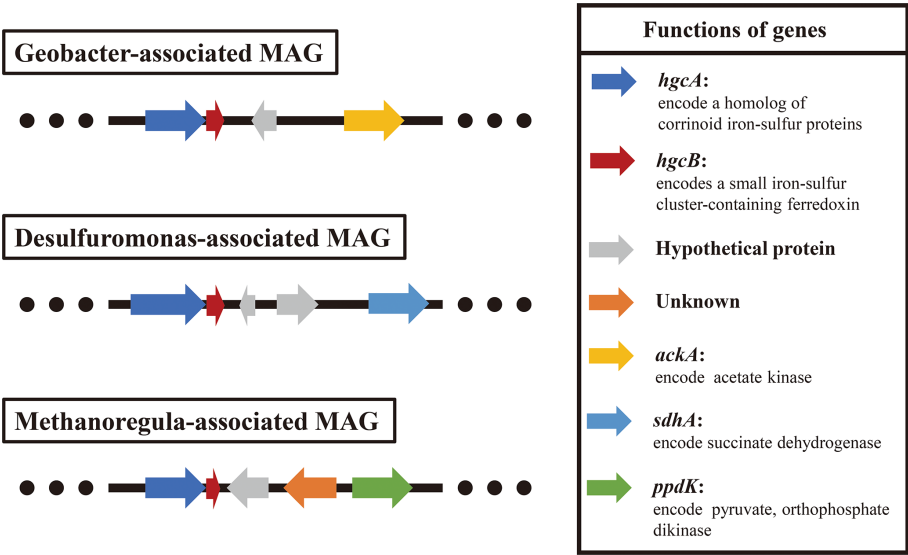 Geobacter-associated MAG
Desulfuromonas-associated MAG
Methanoregula-associated MAG
Functions of genes
hgcA:
encode a homolog of
corrinoid iron-sulfur proteins
hgcB:
encodes a small iron-sulfur
cluster-containing ferredoxin
Hypothetical protein
Unknown
ackA:
encode acetate kinase
sdhA:
encode succinate dehydrogenase
ppdK:
encode pyruvate, orthophosphate
dikinase